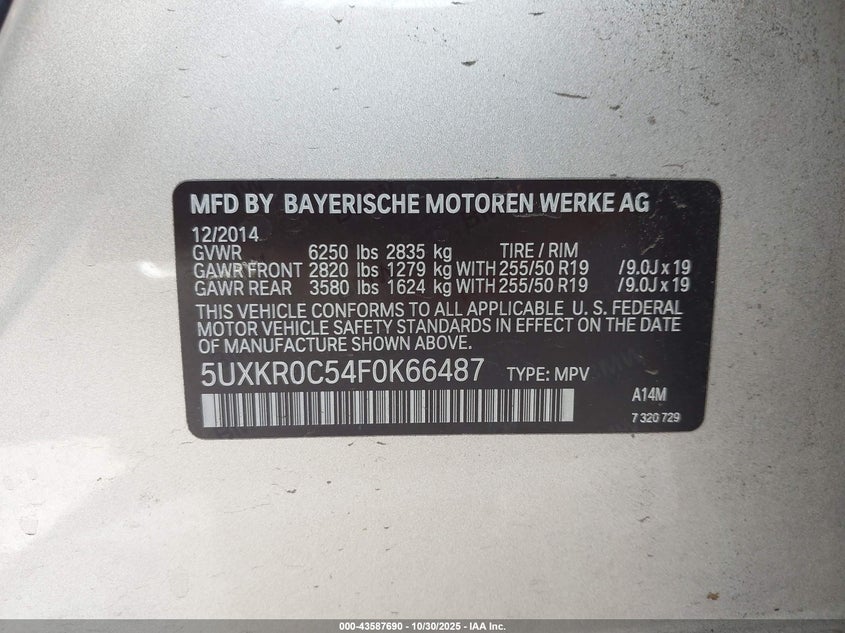 MFD BY BAYERISCHE MOTOREN WERKE AG
12/2014
GVWR 6250 lbs 2835 kg TIRE / RIM
GAWR FRONT 2820 lbs 1279 kg WITH 255/50 R19 /9.0J x 19
GAWR REAR 3580 lbs 1624 kg WITH 255/50 R19 /9.0J x 19
THIS VEHICLE CONFORMS TO ALL APPLICABLE U. S. FEDERAL
MOTOR VEHICLE SAFETY STANDARDS IN EFFECT ON THE DATE
OF MANUFACTURE SHOWN ABOVE.
5UXKR0C54F0K66487 TYPE: MPV
A14M
7 320 729
000-43587690 - 10/30/2025 - IAA Inc.